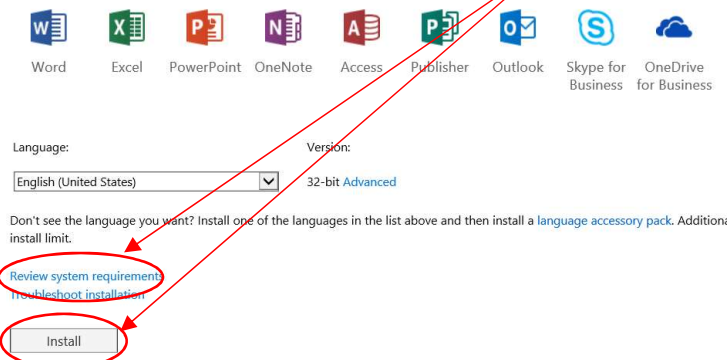 Word Excel PowerPoint OneNote Access Publisher Outlook Skype for Business OneDrive for Business
Language: Version:
English (United States) 32-bit Advanced
Don't see the language you want? Install one of the languages in the list above and then install a language accessory pack. Additiona
install limit.
Review system requirements
Troubleshoot installation
Install